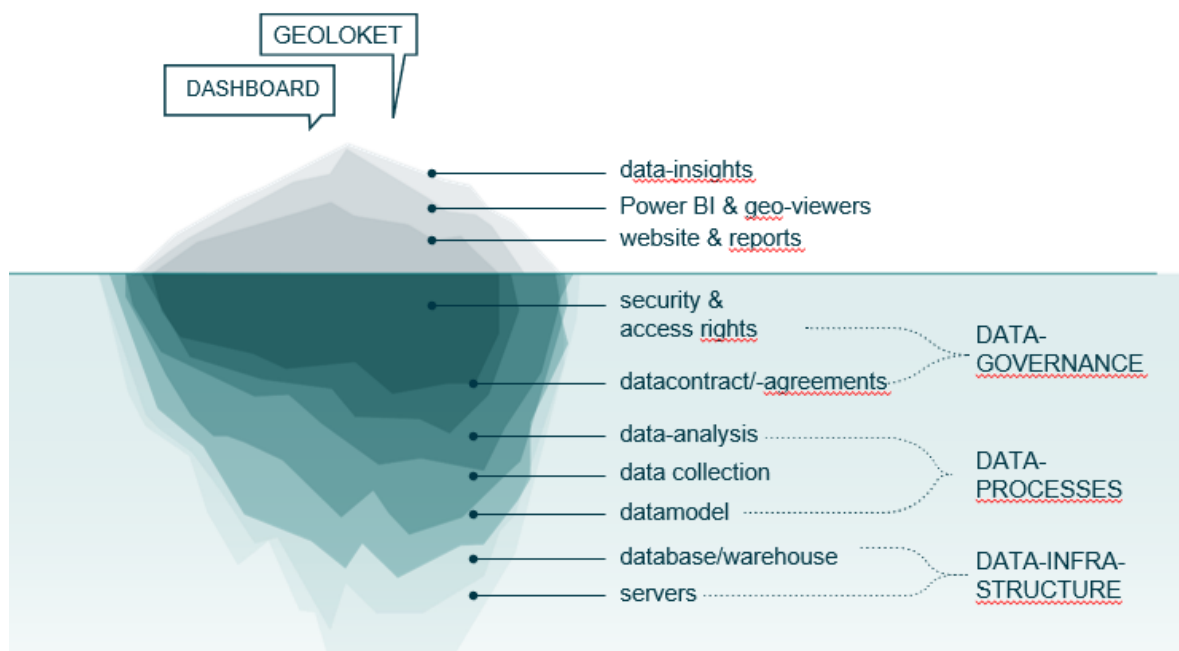 GEOLOKET
DASHBOARD
data-insights
Power BI & geo-viewers
website & reports
security &
access rights
datacontract/-agreements
data-analysis
data collection
datamodel
database/warehouse
servers
DATA-
GOVERNANCE
DATA-
PROCESSES
DATA-INFRA-
STRUCTURE